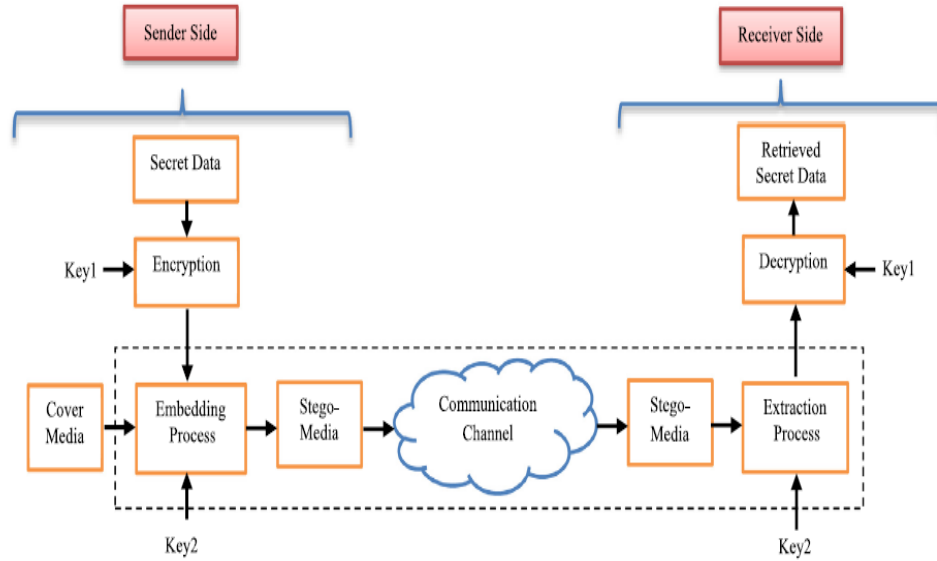 Sender Side
Receiver Side
Secret Data
Retrieved
Secret Data
Key1
Encryption
Decryption
Key1
Cover
Media
Embedding
Process
Stego-
Media
Communication
Channel
Stego-
Media
Extraction
Process
Key2
Key2